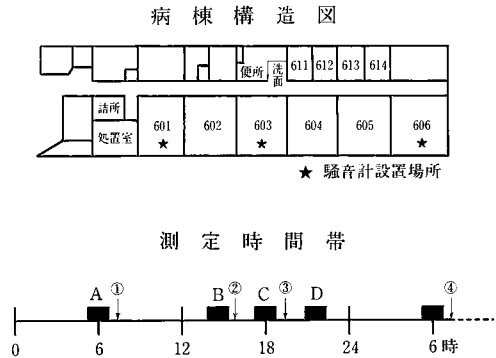 病棟構造図
便所 洗面 611 612 613 614
詰所
処置室 601 602 603 604 605 606
★ ★ ★
★ 騒音計設置場所
測定時間帯
A ① B ② C ③ D ④
0 6 12 18 24 6時